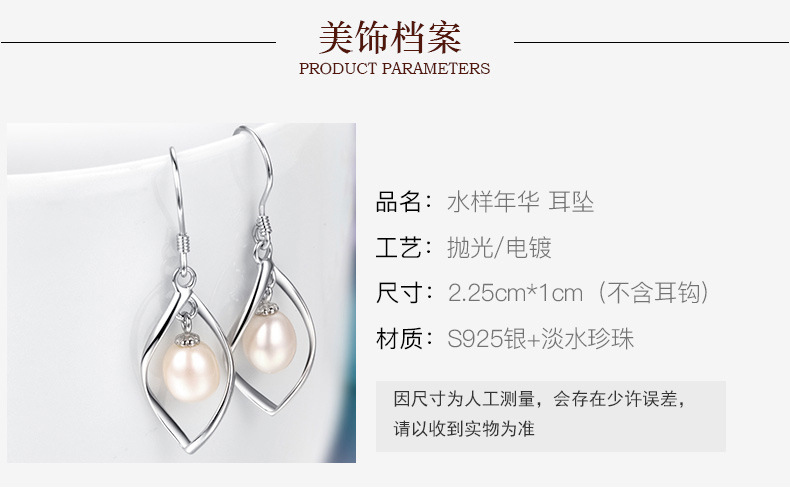 美饰档案
PRODUCT PARAMETERS
品名：水样年华 耳坠
工艺：抛光/电镀
尺寸：2.25cm*1cm（不含耳钩）
材质：S925银+淡水珍珠
因尺寸为人工测量，会存在少许误差，
请以收到实物为准